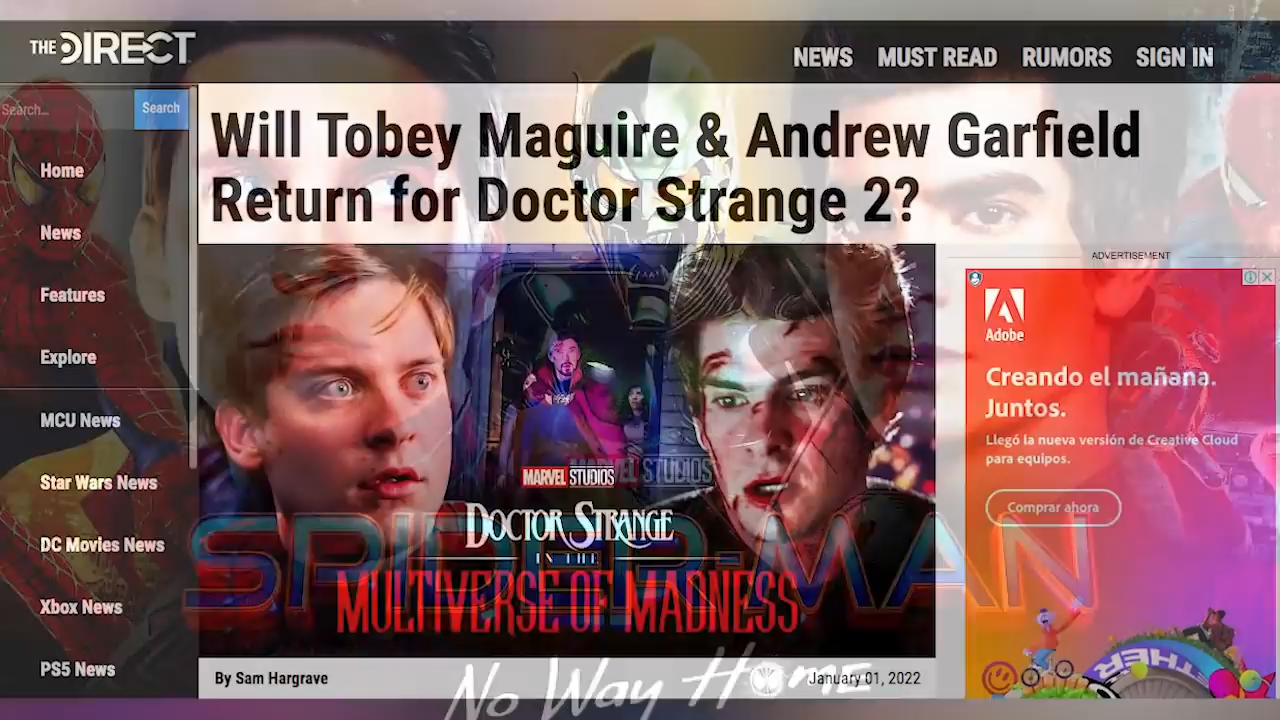 THE DIRECT
NEWS MUST READ RUMORS SIGN IN
Search...
Search
Will Tobey Maguire & Andrew Garfield
Return for Doctor Strange 2?
Home
News
Features
Explore
MCU News
Star Wars News
DC Movies News
Xbox News
PS5 News
ADVERTISEMENT
Adobe
Creando el mañana.
Juntos.
Llegó la nueva versión de Creative Cloud
para equipos.
Comprar ahora
MARVEL STUDIOS
MARVEL STUDIOS
DOCTOR STRANGE
IN THE
MULTIVERSE OF MADNESS
SPIDER-MAN
NO WAY HOME
By Sam Hargrave
January 01, 2022